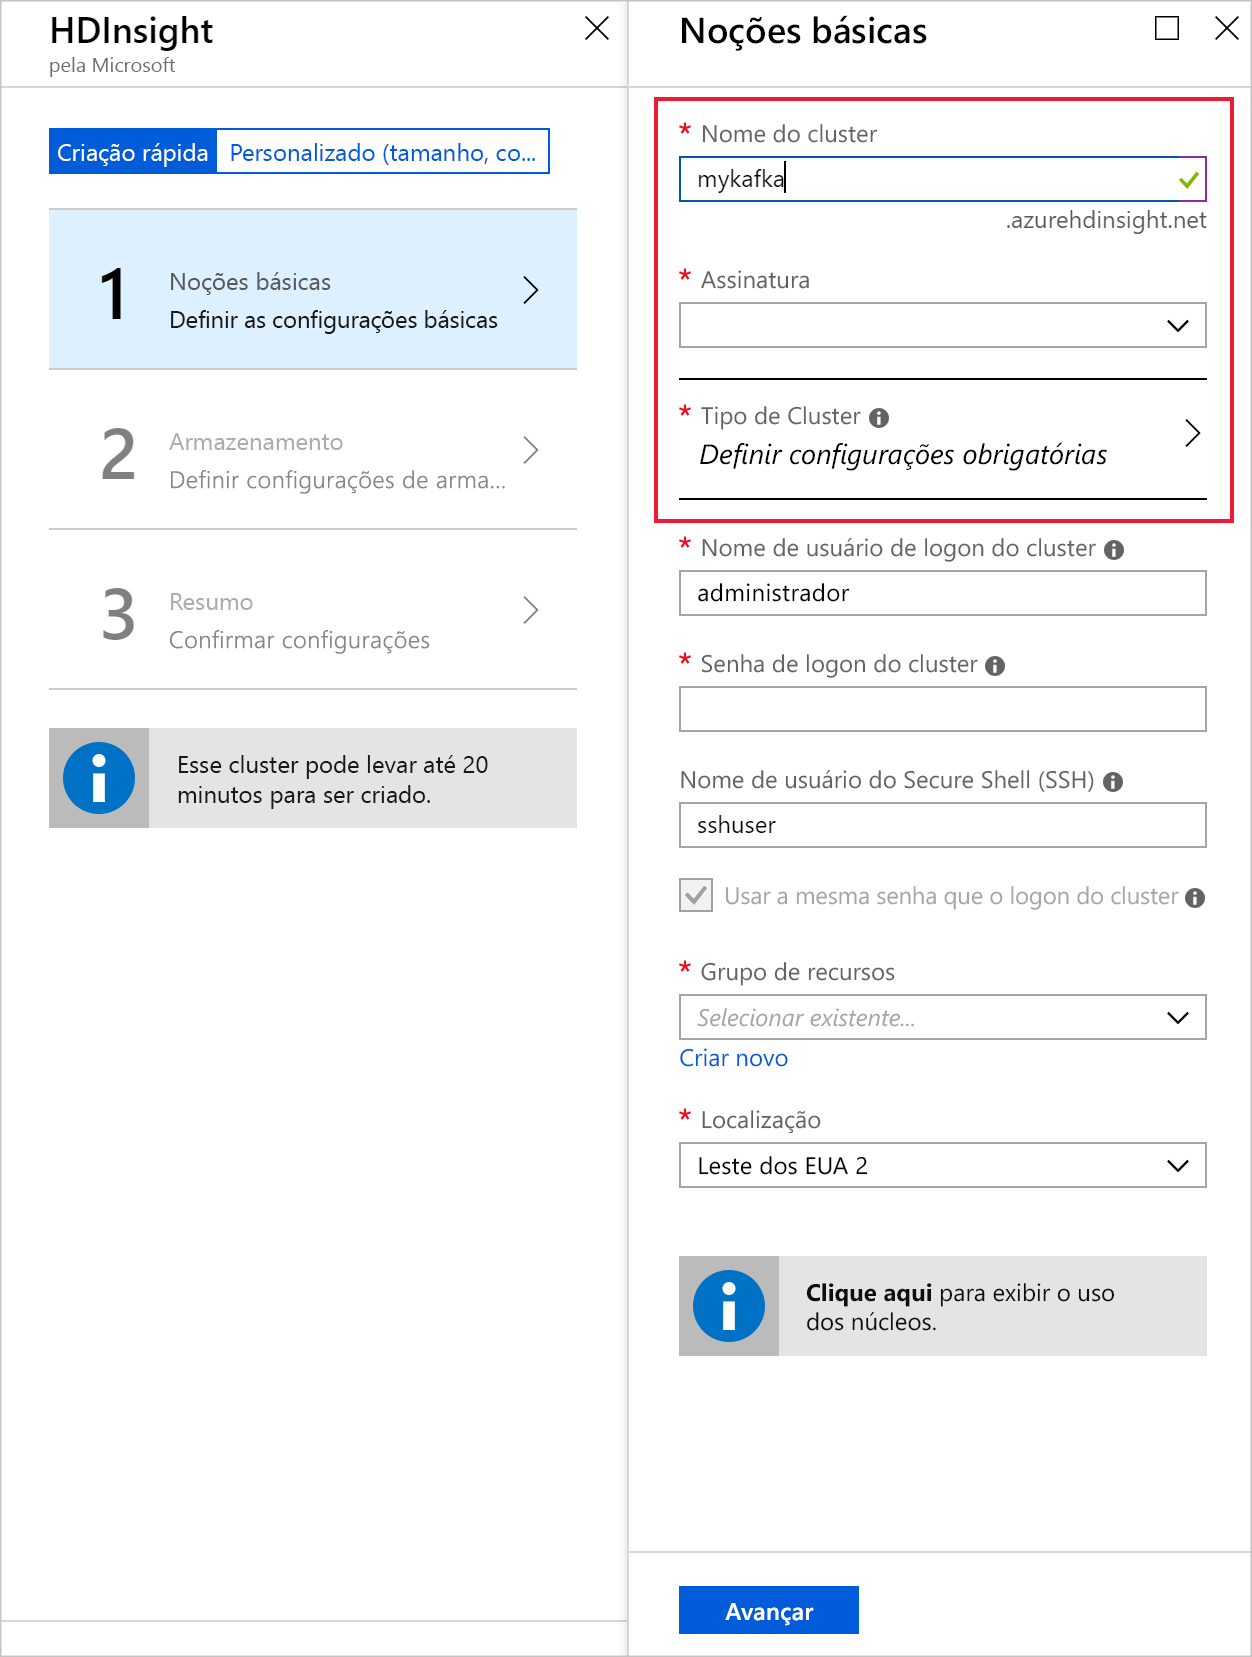 HDInsight
pela Microsoft
Criação rápida
Personalizado (tamanho, co...
1
Noções básicas
Definir as configurações básicas
2
Armazenamento
Definir configurações de arma...
3
Resumo
Confirmar configurações
Esse cluster pode levar até 20
minutos para ser criado.
Noções básicas
* Nome do cluster
mykafka
.azurehdinsight.net
* Assinatura
* Tipo de Cluster
Definir configurações obrigatórias
* Nome de usuário de logon do cluster
administrador
* Senha de logon do cluster
Nome de usuário do Secure Shell (SSH)
sshuser
Usar a mesma senha que o logon do cluster
* Grupo de recursos
Selecionar existente...
Criar novo
* Localização
Leste dos EUA 2
Clique aqui para exibir o uso
dos núcleos.
Avançar